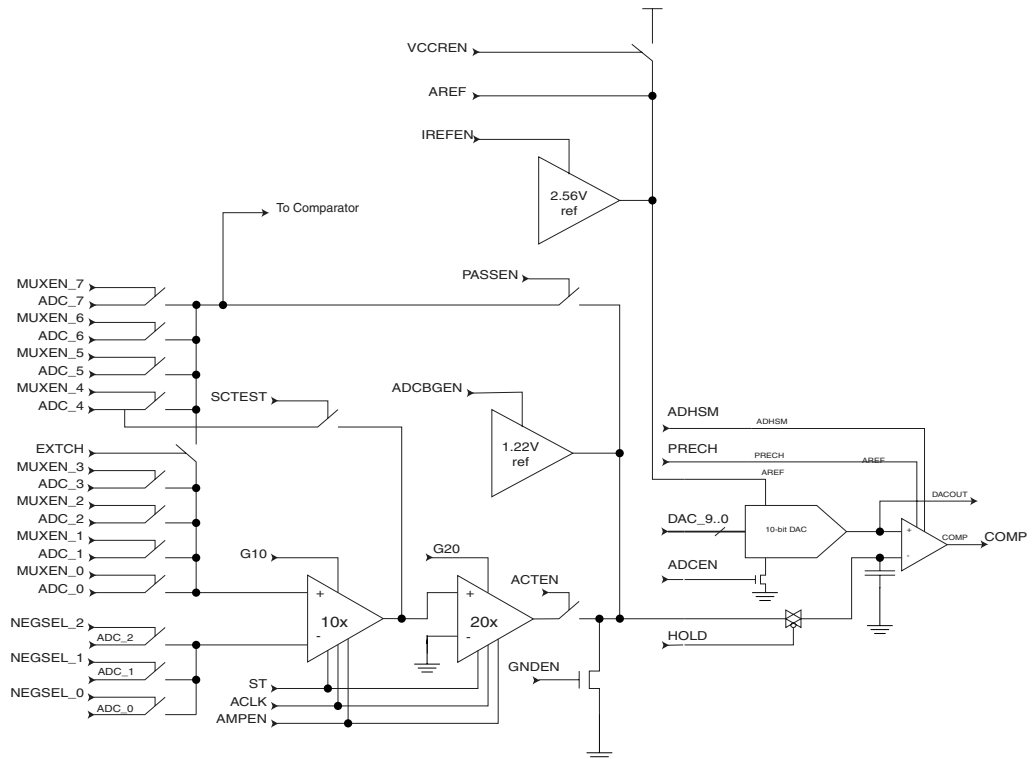 VCCREN
AREF
IREFEN
2.56V
ref
To Comparator
PASSEN
MUXEN_7
ADC_7
MUXEN_6
ADC_6
MUXEN_5
ADC_5
MUXEN_4
ADC_4
SCTEST
ADCBGEN
1.22V
ref
EXTCH
MUXEN_3
ADC_3
MUXEN_2
ADC_2
MUXEN_1
ADC_1
MUXEN_0
ADC_0
NEGSEL_2
ADC_2
NEGSEL_1
ADC_1
NEGSEL_0
ADC_0
G10
+
10x
-
G20
+
20x
-
ACTEN
ST
ACLK
AMPEN
GNDEN
ADHSM
ADHSM
PRECH
PRECH
AREF
AREF
DAC_9..0
10-bit DAC
DACOUT
+
-
COMP
COMP
ADCEN
HOLD